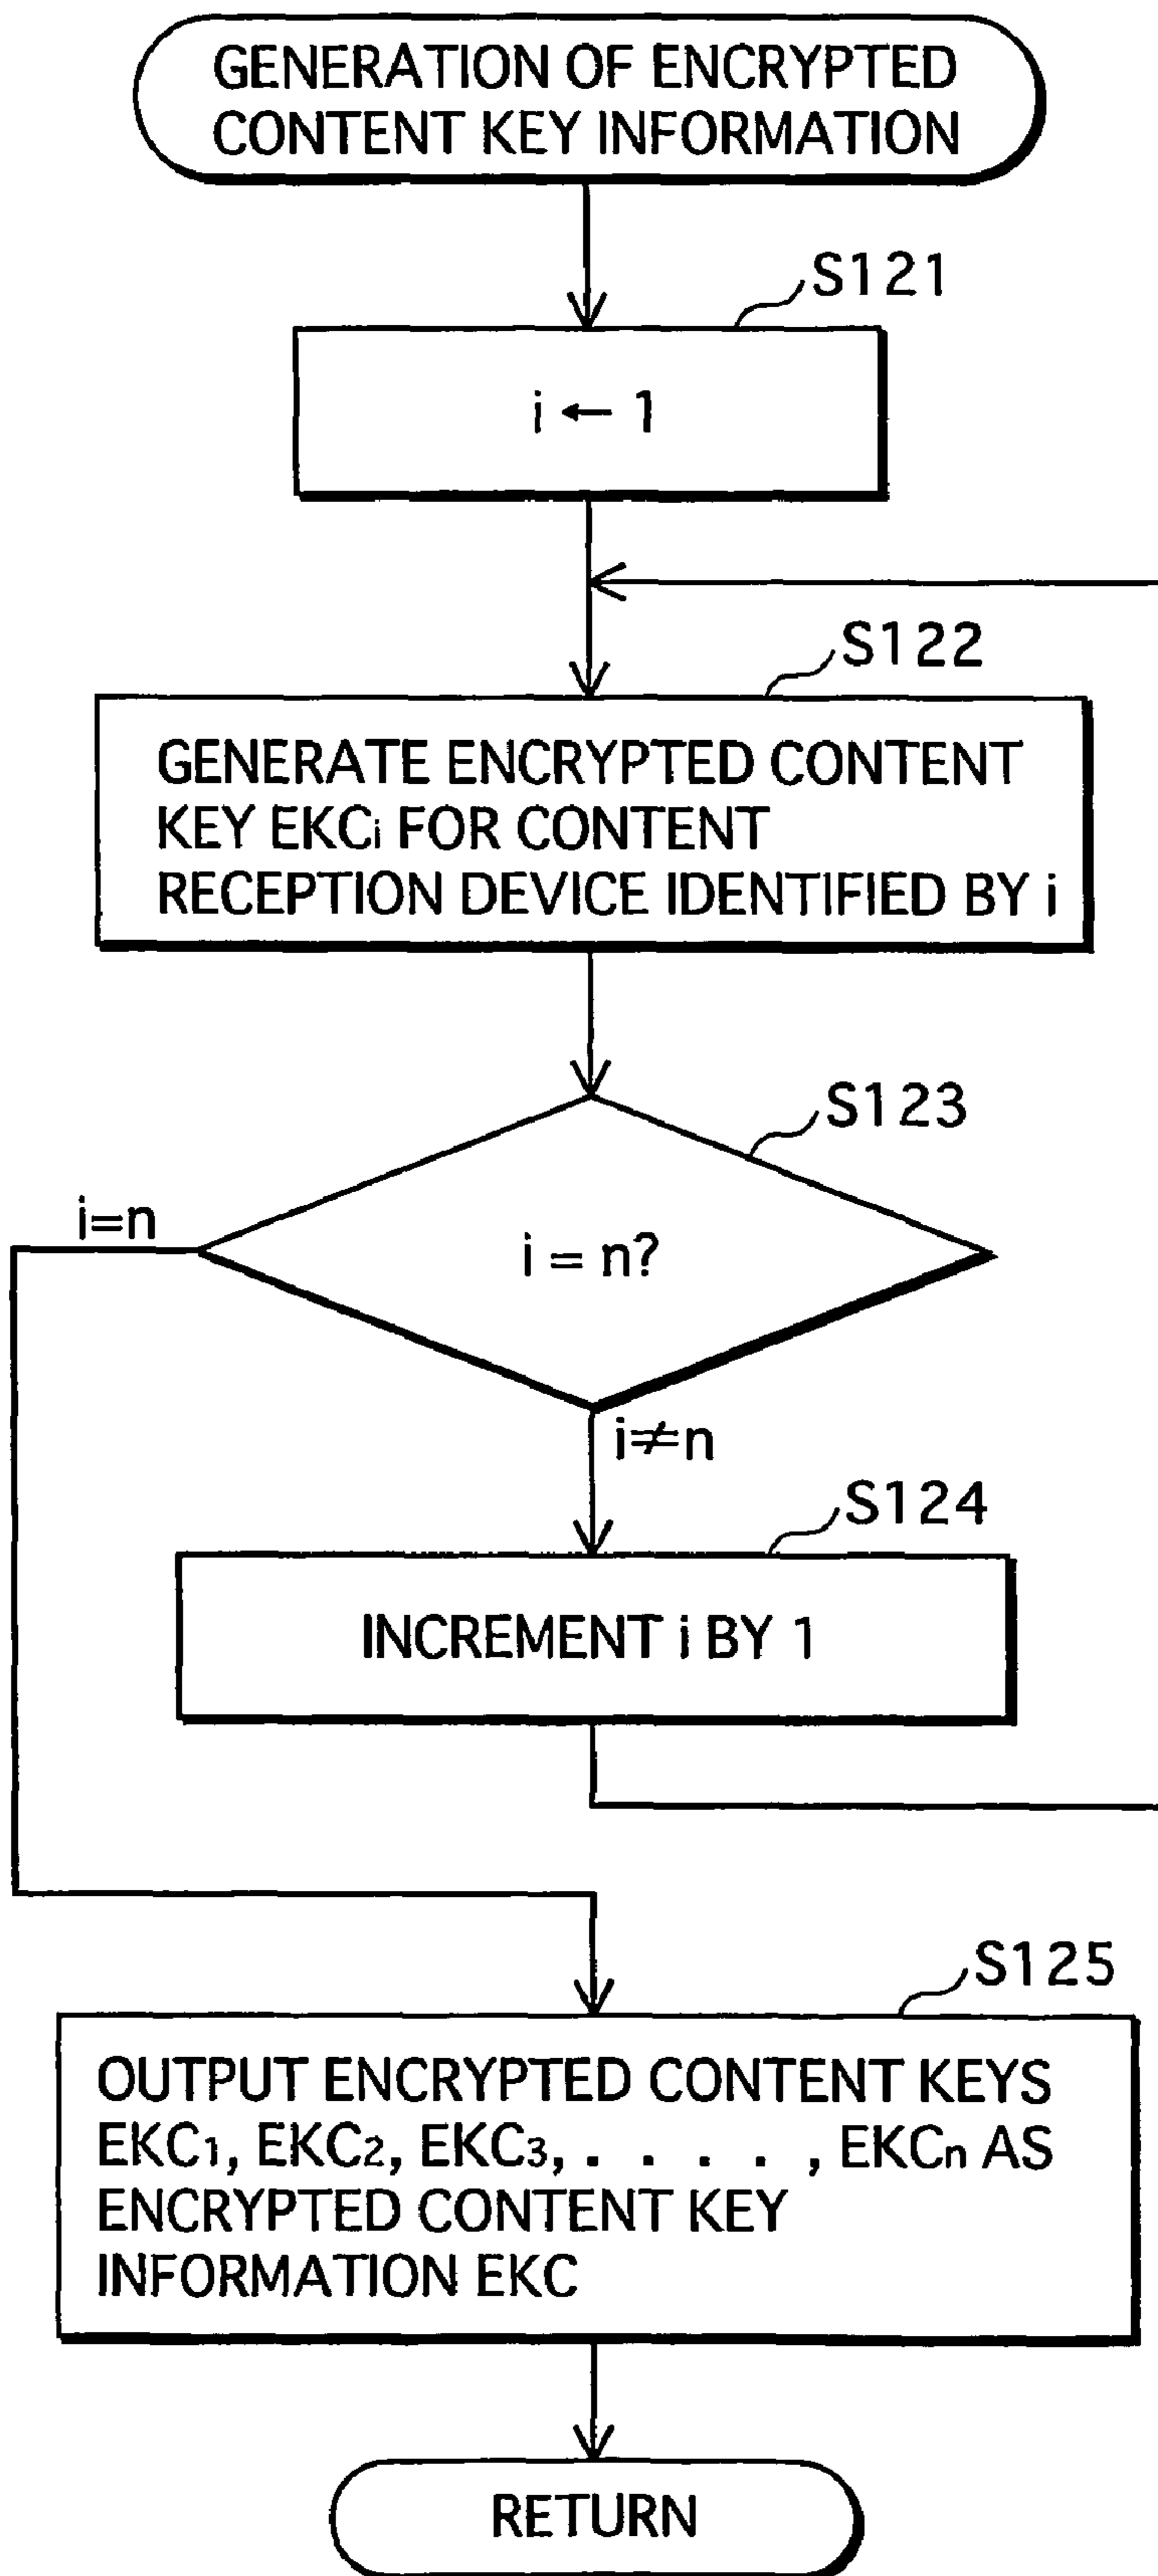 GENERATION OF ENCRYPTED
CONTENT KEY INFORMATION
S121
i ← 1
S122
GENERATE ENCRYPTED CONTENT
KEY EKCi FOR CONTENT
RECEPTION DEVICE IDENTIFIED BY i
S123
i=n
i = n?
i≠n
S124
INCREMENT i BY 1
S125
OUTPUT ENCRYPTED CONTENT KEYS
EKC1, EKC2, EKC3, . . . . . , EKCn AS
ENCRYPTED CONTENT KEY
INFORMATION EKC
RETURN